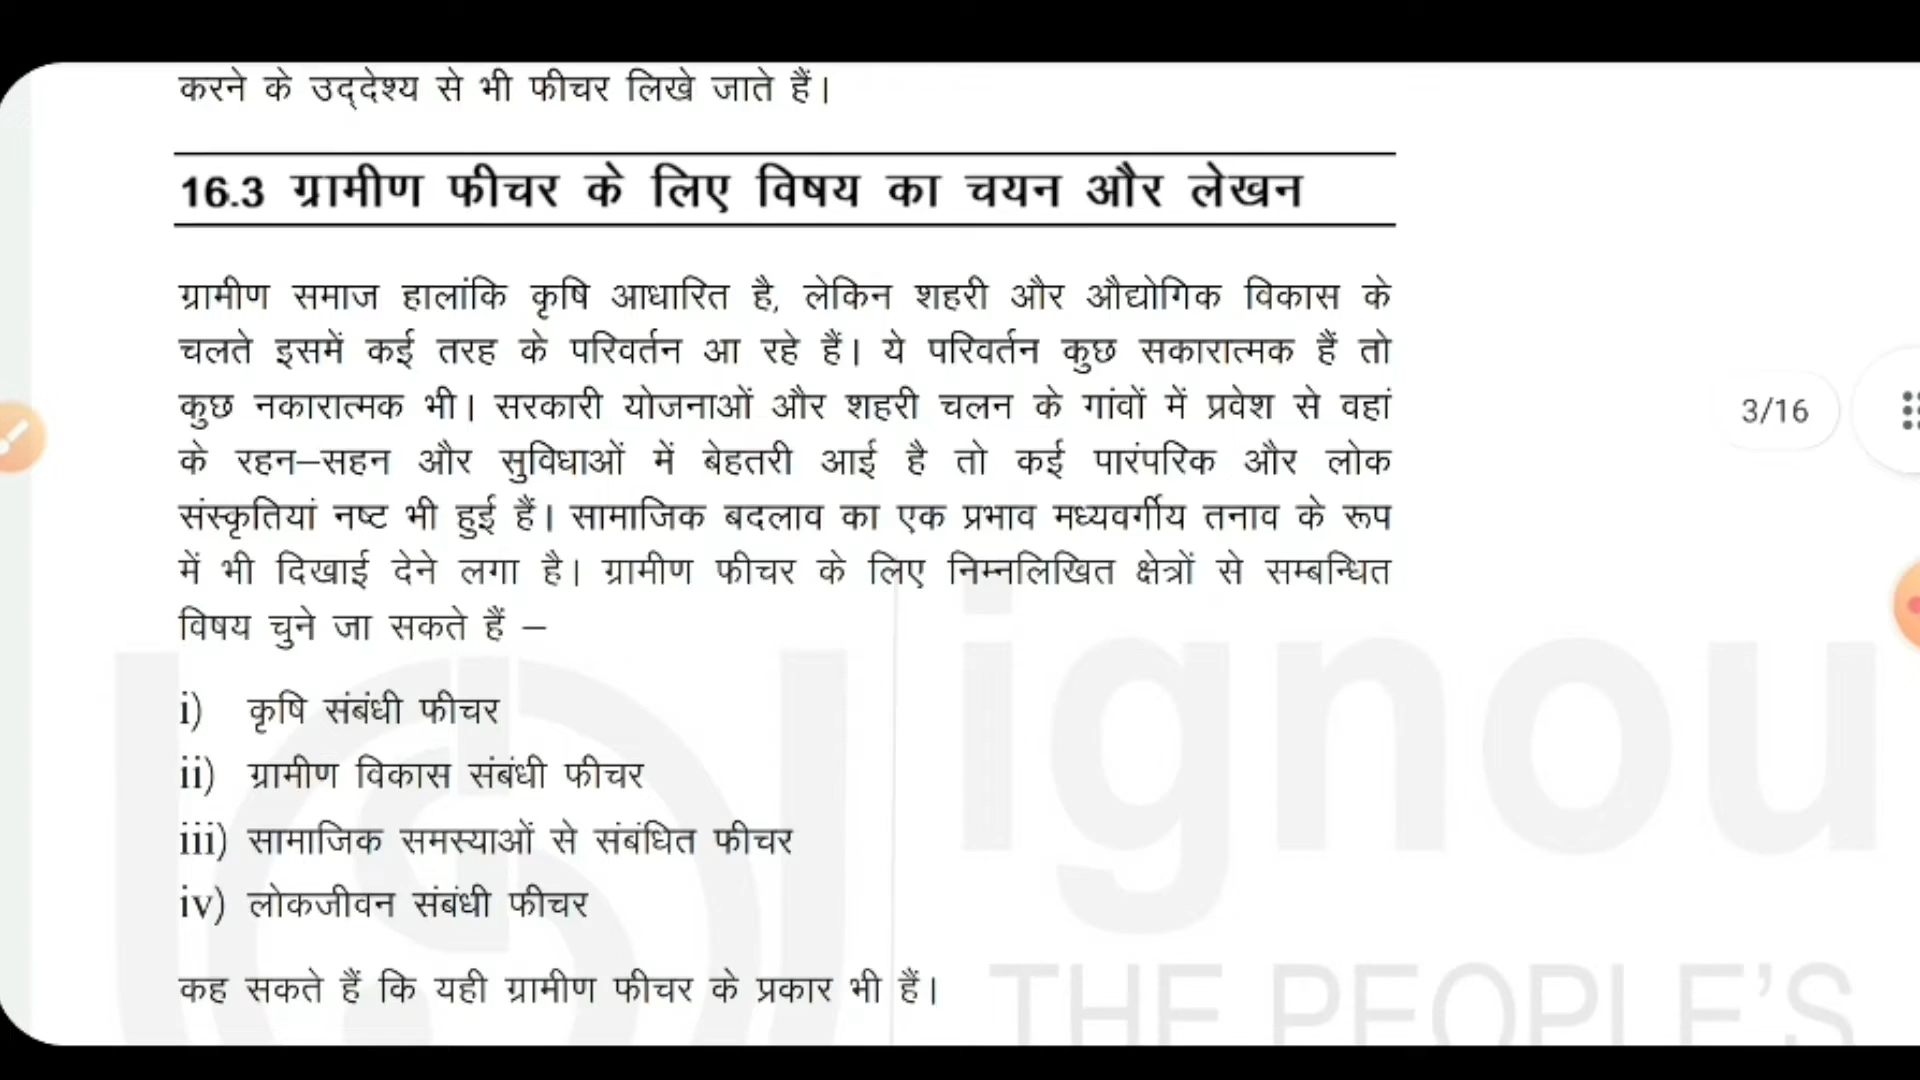 करने के उद्देश्य से भी फीचर लिखे जाते हैं।
16.3 ग्रामीण फीचर के लिए विषय का चयन और लेखन
ग्रामीण समाज हालांकि कृषि आधारित है, लेकिन शहरी और औद्योगिक विकास के
चलते इसमें कई तरह के परिवर्तन आ रहे हैं। ये परिवर्तन कुछ सकारात्मक हैं तो
कुछ नकारात्मक भी। सरकारी योजनाओं और शहरी चलन के गांवों में प्रवेश से वहां
के रहन–सहन और सुविधाओं में बेहतरी आई है तो कई पारंपरिक और लोक
संस्कृतियां नष्ट भी हुई हैं। सामाजिक बदलाव का एक प्रभाव मध्यवर्गीय तनाव के रूप
में भी दिखाई देने लगा है। ग्रामीण फीचर के लिए निम्नलिखित क्षेत्रों से सम्बन्धित
विषय चुने जा सकते हैं –
i) कृषि संबंधी फीचर
ii) ग्रामीण विकास संबंधी फीचर
iii) सामाजिक समस्याओं से संबंधित फीचर
iv) लोकजीवन संबंधी फीचर
कह सकते हैं कि यही ग्रामीण फीचर के प्रकार भी हैं।
3/16
ignou
THE PEOPLE'S